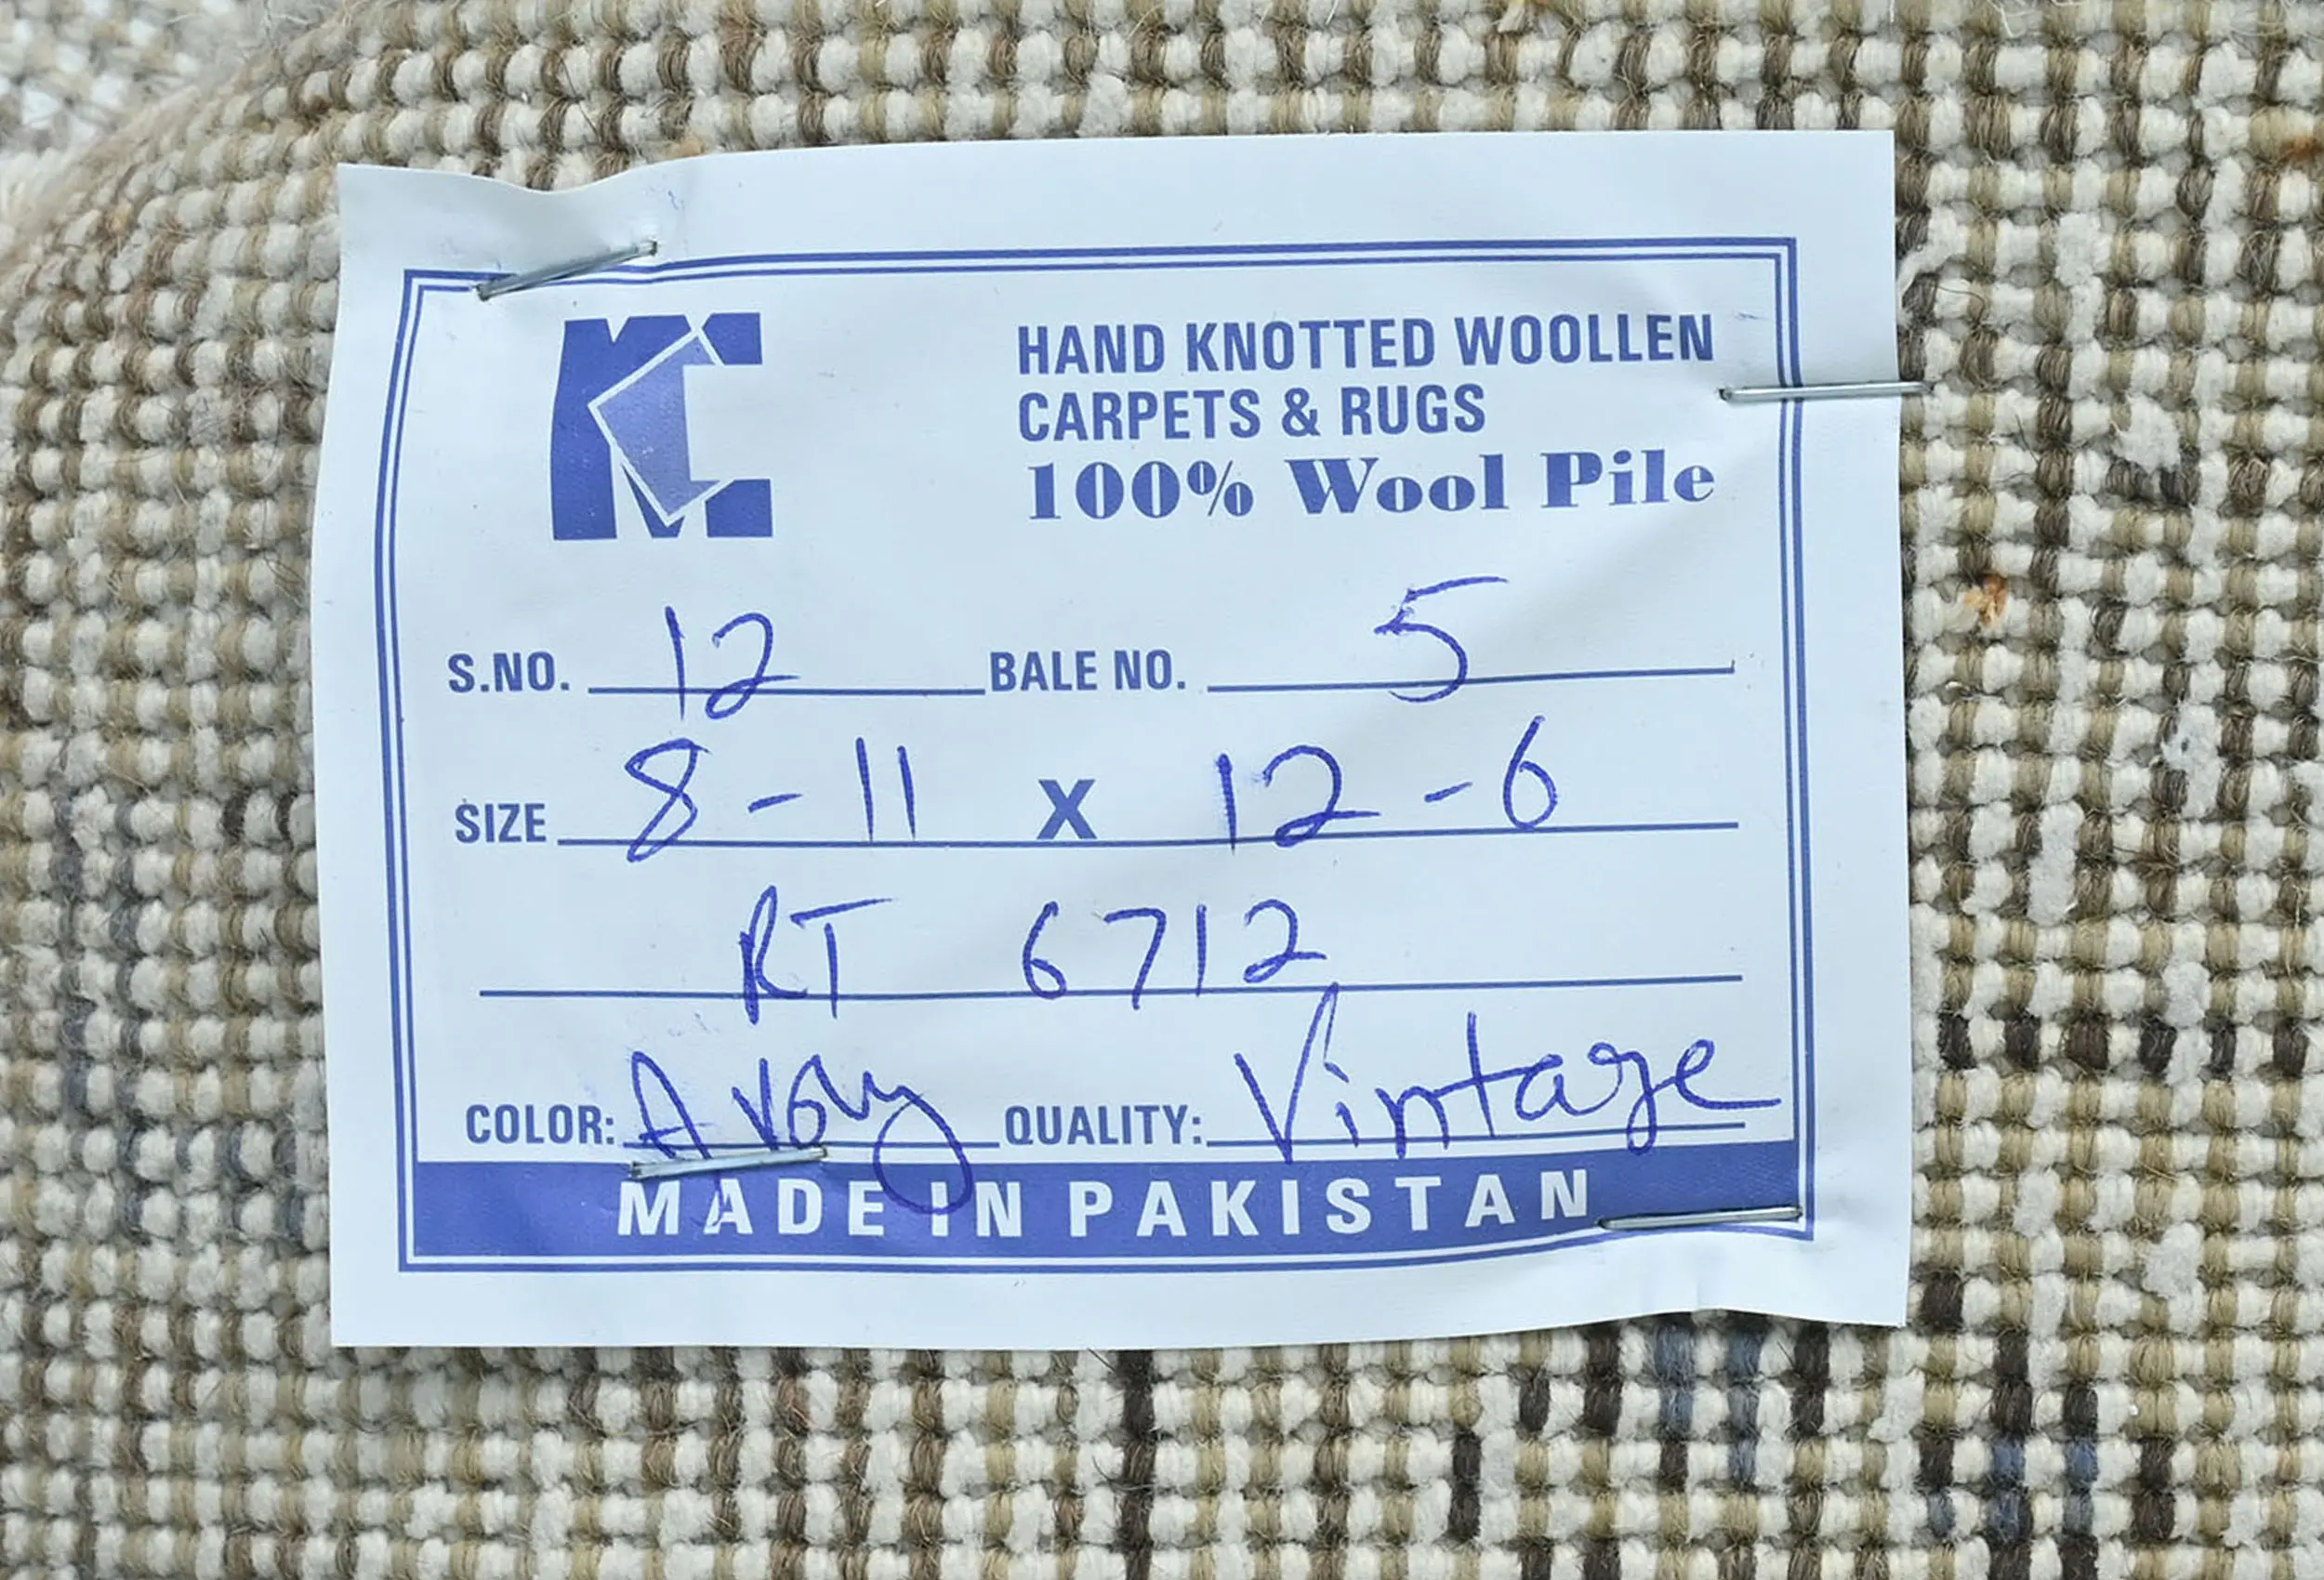 KC
HAND KNOTTED WOOLLEN
CARPETS & RUGS
100% Wool Pile
S.NO. 12 BALE NO. 5
SIZE 8-11 X 12-6
RT 6712
COLOR: Avory QUALITY: Vintage
MADE IN PAKISTAN